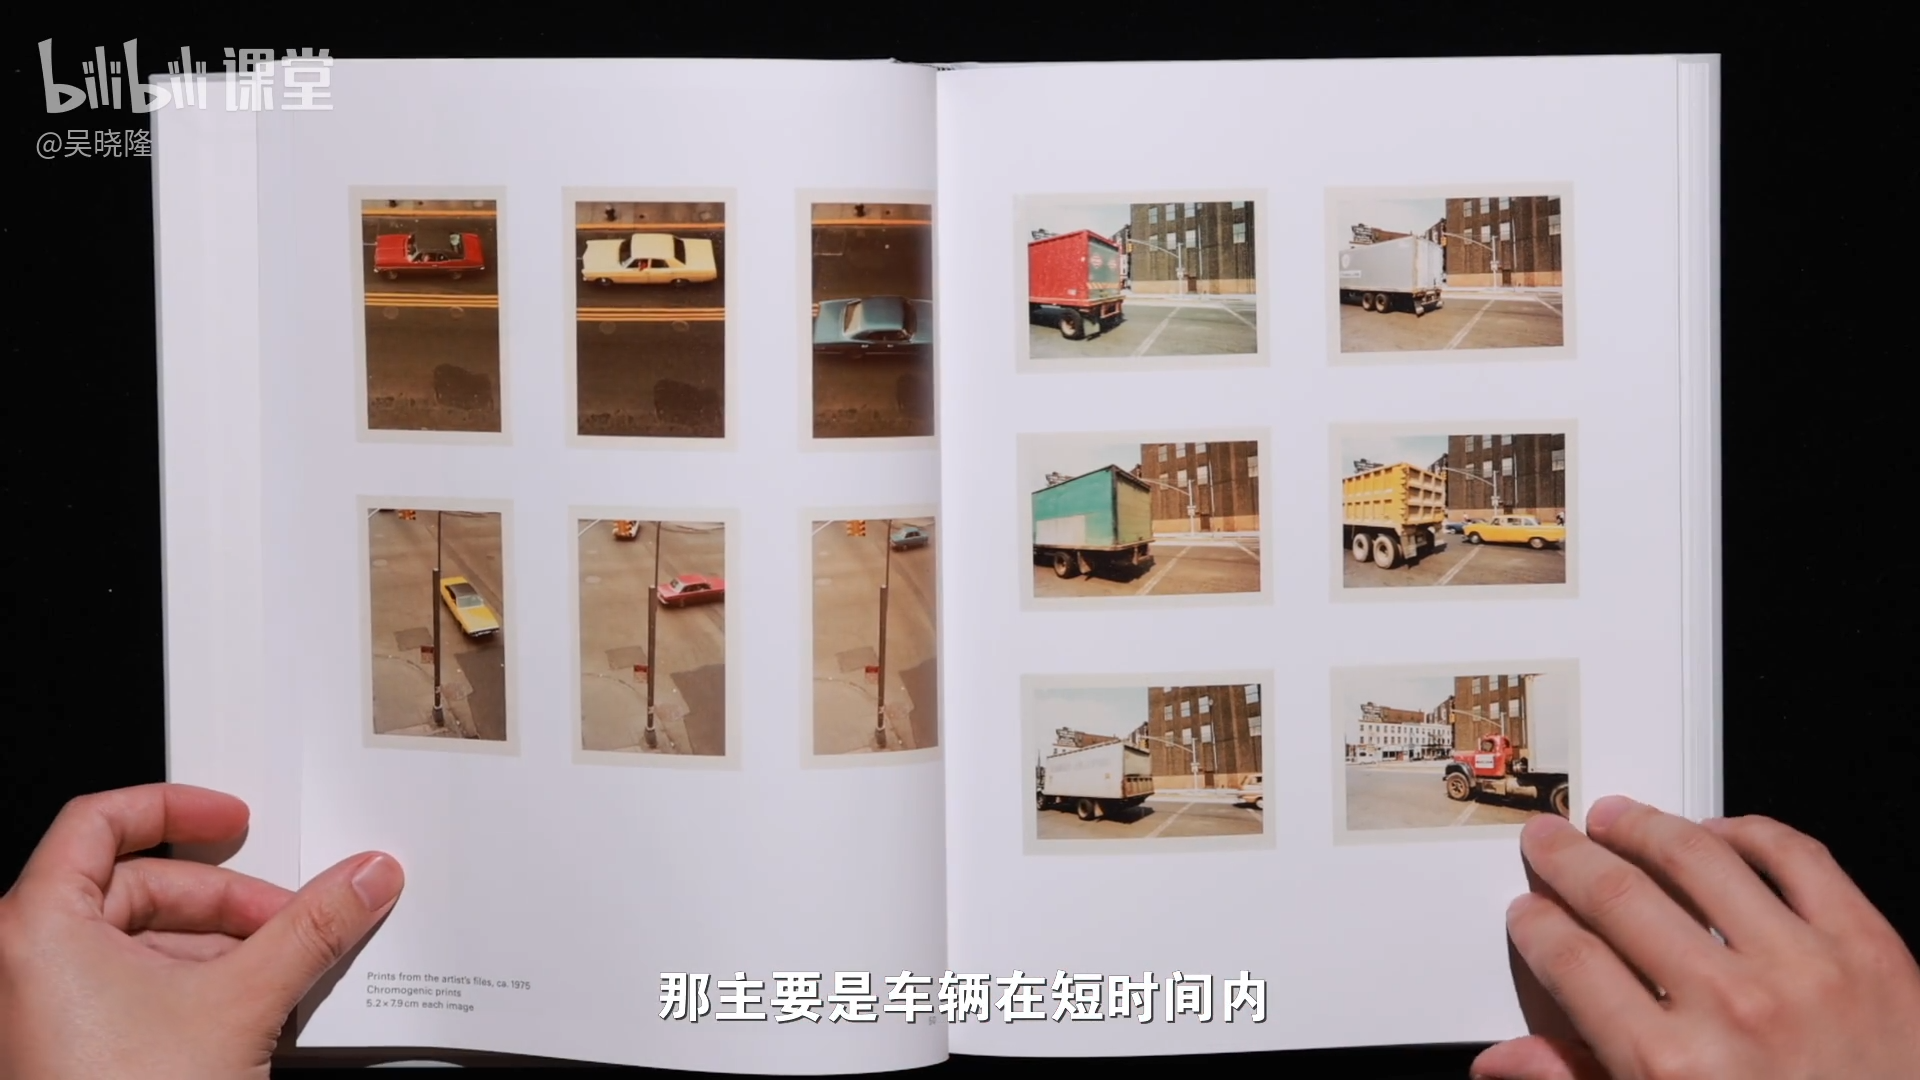 bilibili 课堂
@吴晓隆
Prints from the artist's files, ca. 1975
Chromogenic prints
5.2 × 7.9 cm each image
那主要是车辆在短时间内